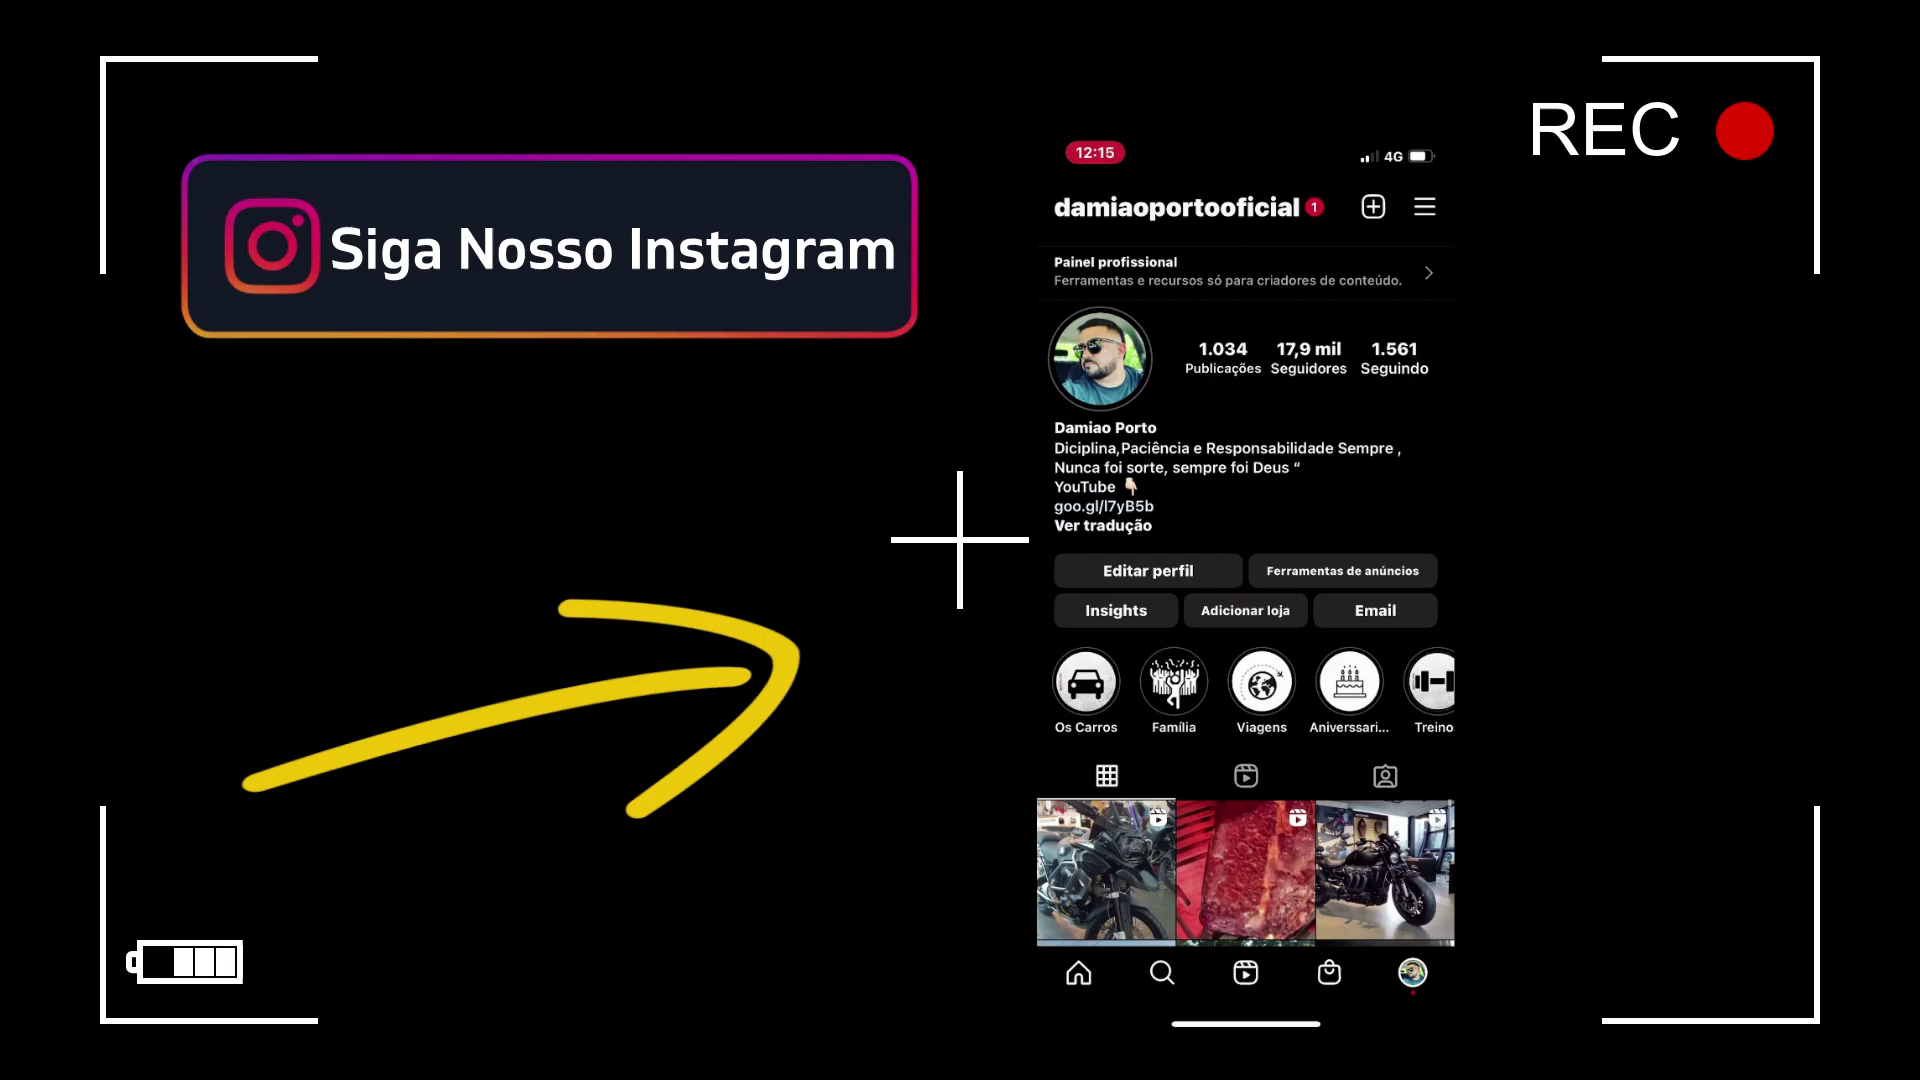 REC
Siga Nosso Instagram
12:15
4G
damiaoportooficial 1
Painel profissional
Ferramentas e recursos só para criadores de conteúdo.
1.034 17,9 mil 1.561
Publicações Seguidores Seguindo
Damiao Porto
Diciplina,Paciência e Responsabilidade Sempre ,
Nunca foi sorte, sempre foi Deus “
YouTube 👇🏻
goo.gl/l7yB5b
Ver tradução
Editar perfil Ferramentas de anúncios
Insights Adicionar loja Email
Os Carros Família Viagens Aniverssari... Treino